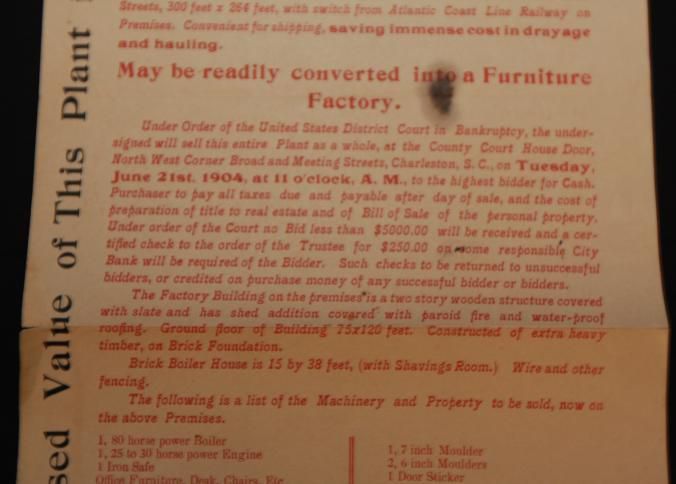 Streets, 300 feet x 264 feet, with switch from Atlantic Coast Line Railway on
Premises. Convenient for shipping, saving immense cost in drayage
and hauling.
May be readily converted into a Furniture
Factory.
Under Order of the United States District Court in Bankruptcy, the under-
signed will sell this entire Plant as a whole, at the County Court House Door,
North West Corner Broad and Meeting Streets, Charleston, S. C., on Tuesday,
June 21st, 1904, at 11 o'clock, A. M., to the highest bidder for Cash.
Purchaser to pay all taxes due and payable after day of sale, and the cost of
preparation of title to real estate and of Bill of Sale of the personal property.
Under order of the Court no Bid less than $5000.00 will be received and a cer-
tified check to the order of the Trustee for $250.00 on some responsible City
Bank will be required of the Bidder. Such checks to be returned to unsuccessful
bidders, or credited on purchase money of any successful bidder or bidders.
The Factory Building on the premises is a two story wooden structure covered
with slate and has shed addition covered with paroid fire and water-proof
roofing. Ground floor of Building 75x120 feet. Constructed of extra heavy
timber, on Brick Foundation.
Brick Boiler House is 15 by 38 feet, (with Shavings Room.) Wire and other
fencing.
The following is a list of the Machinery and Property to be sold, now on
the above Premises.
1, 80 horse power Boiler
1, 25 to 30 horse power Engine
1 Iron Safe
Office Furniture, Desk, Chairs, Etc
1, 7 inch Moulder
2, 6 inch Moulders
1 Door Sticker
sed Value of This Plant